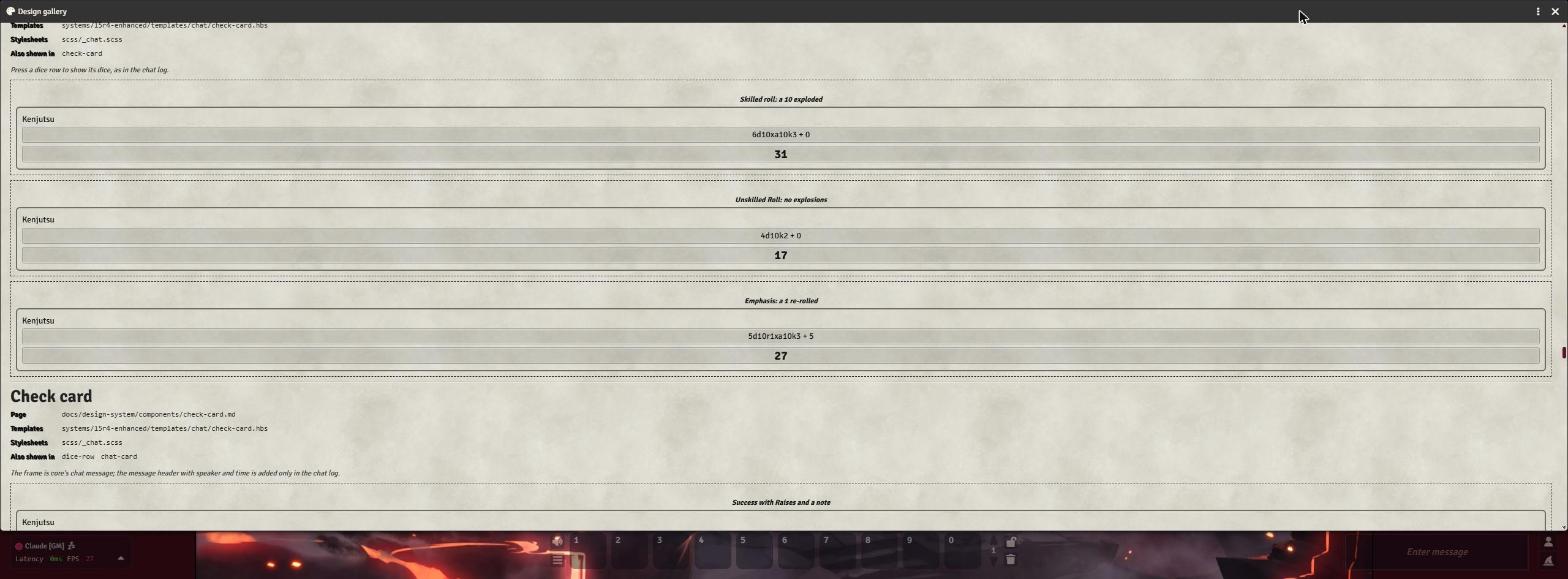 Design gallery
Templates systems/l5r4-enhanced/templates/chat/check-card.hbs
Stylesheets scss/_chat.scss
Also shown in check-card
Press a dice row to show its dice, as in the chat log.
Skilled roll: a 10 exploded
Kenjutsu
6d10xa10k3 + 0
31
Unskilled Roll: no explosions
Kenjutsu
4d10k2 + 0
17
Emphasis: a 1 re-rolled
Kenjutsu
5d10r1xa10k3 + 5
27
Check card
Page docs/design-system/components/check-card.md
Templates systems/l5r4-enhanced/templates/chat/check-card.hbs
Stylesheets scss/_chat.scss
Also shown in dice-row chat-card
The frame is core's chat message; the message header with speaker and time is added only in the chat log.
Success with Raises and a note
Kenjutsu
Claude [GM]
Latency 0ms FPS 27
1 2 3 4 5 6 7 8 9 0
1
Enter message